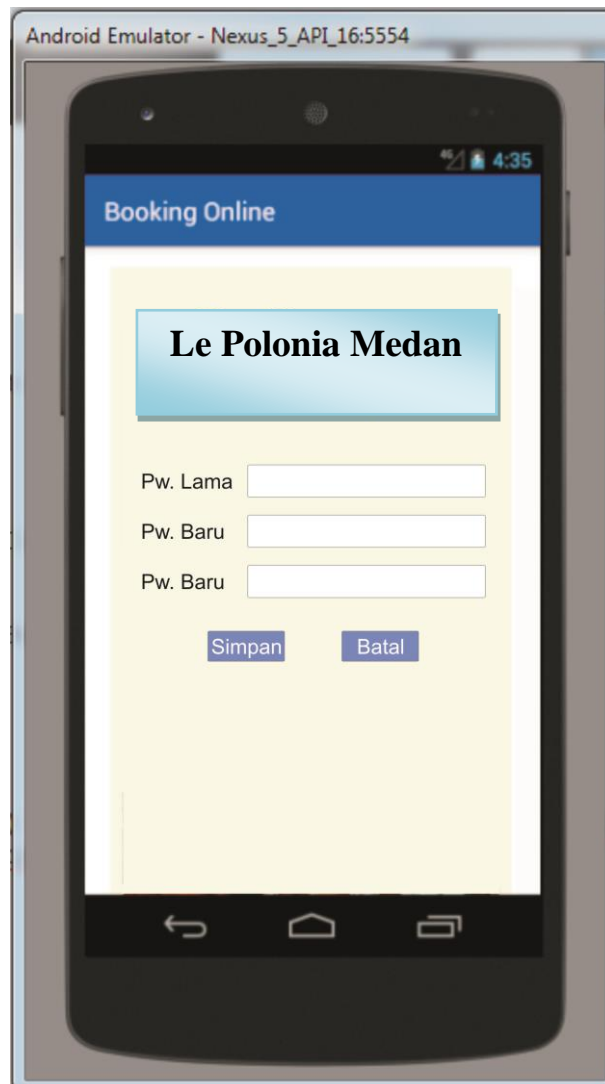 Android Emulator - Nexus_5_API_16:5554
4G 4:35
Booking Online
Le Polonia Medan
Pw. Lama
Pw. Baru
Pw. Baru
Simpan Batal